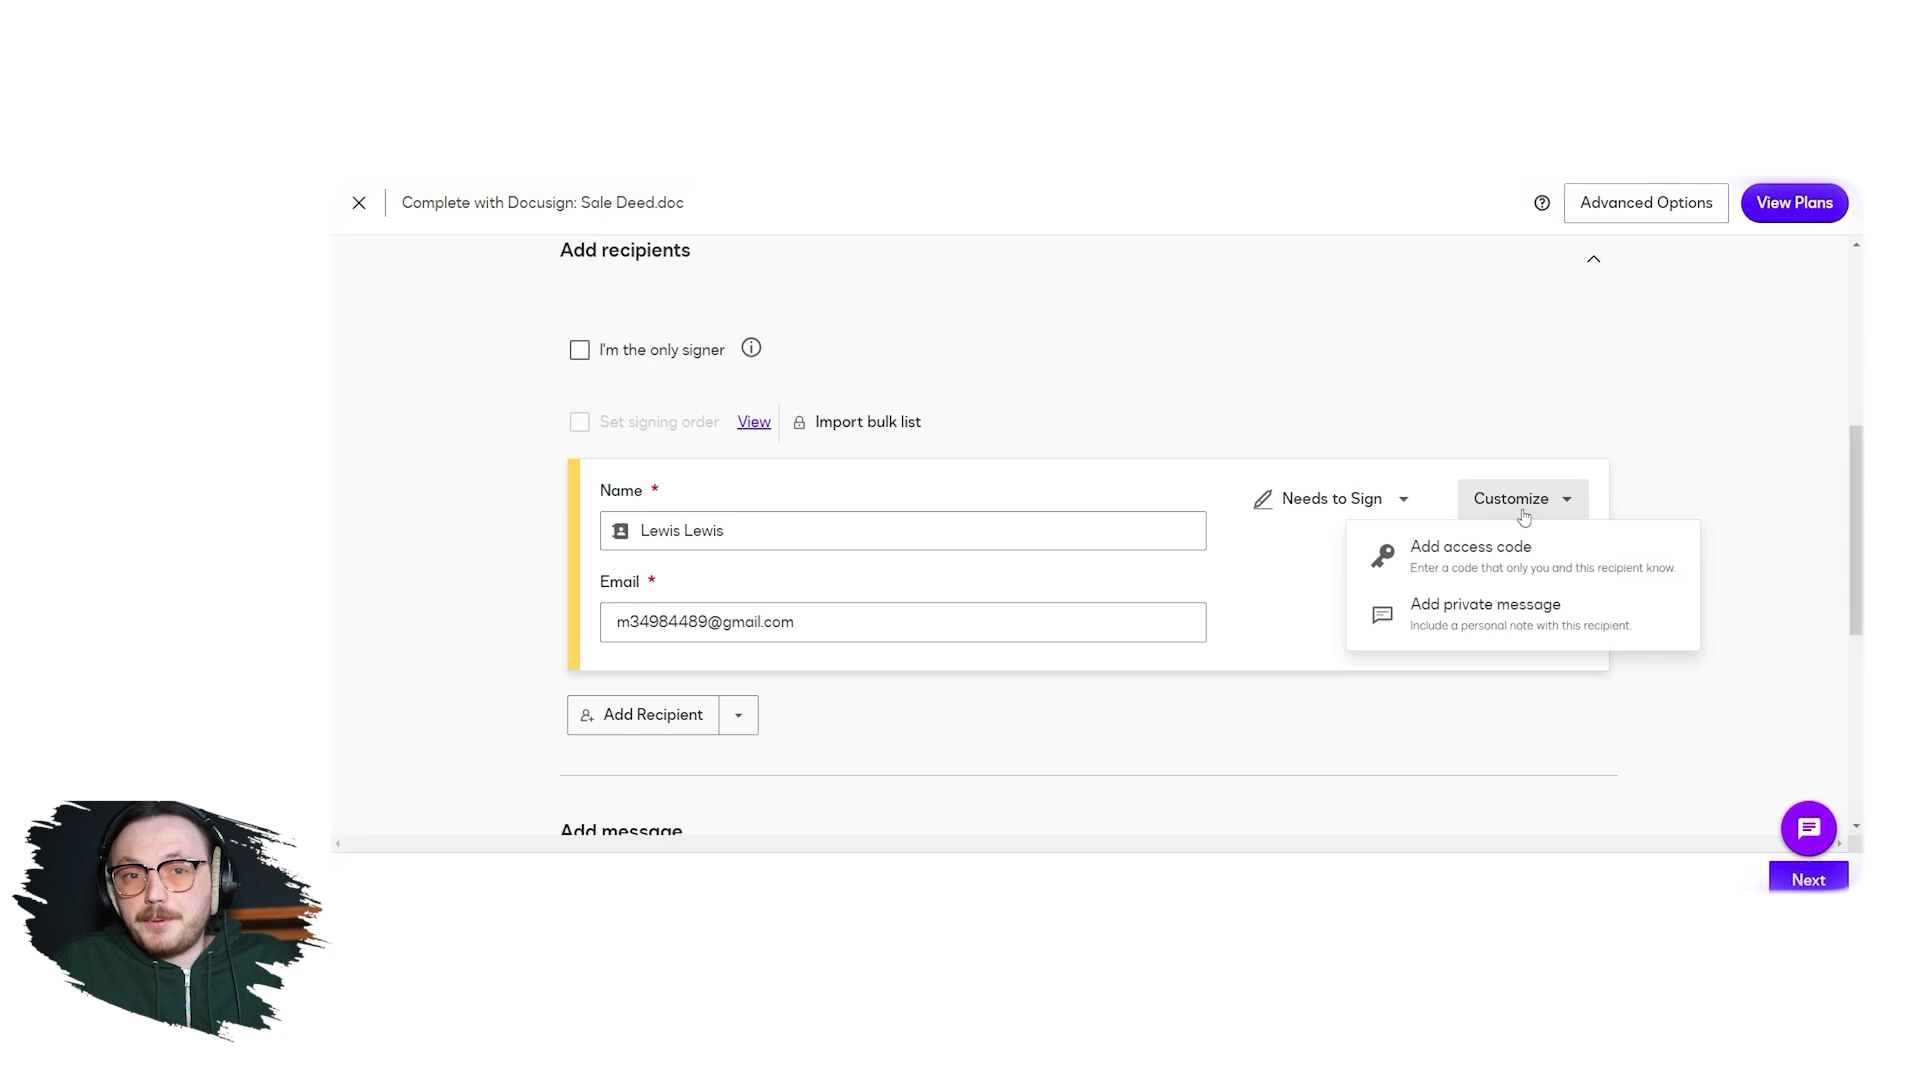 Complete with Docusign: Sale Deed.doc
Advanced Options
View Plans
Add recipients
I'm the only signer
Set signing order
View
Import bulk list
Name *
Needs to Sign
Customize
Lewis Lewis
Add access code
Enter a code that only you and this recipient know.
Email *
Add private message
Include a personal note with this recipient.
m34984489@gmail.com
Add Recipient
Add message
Next